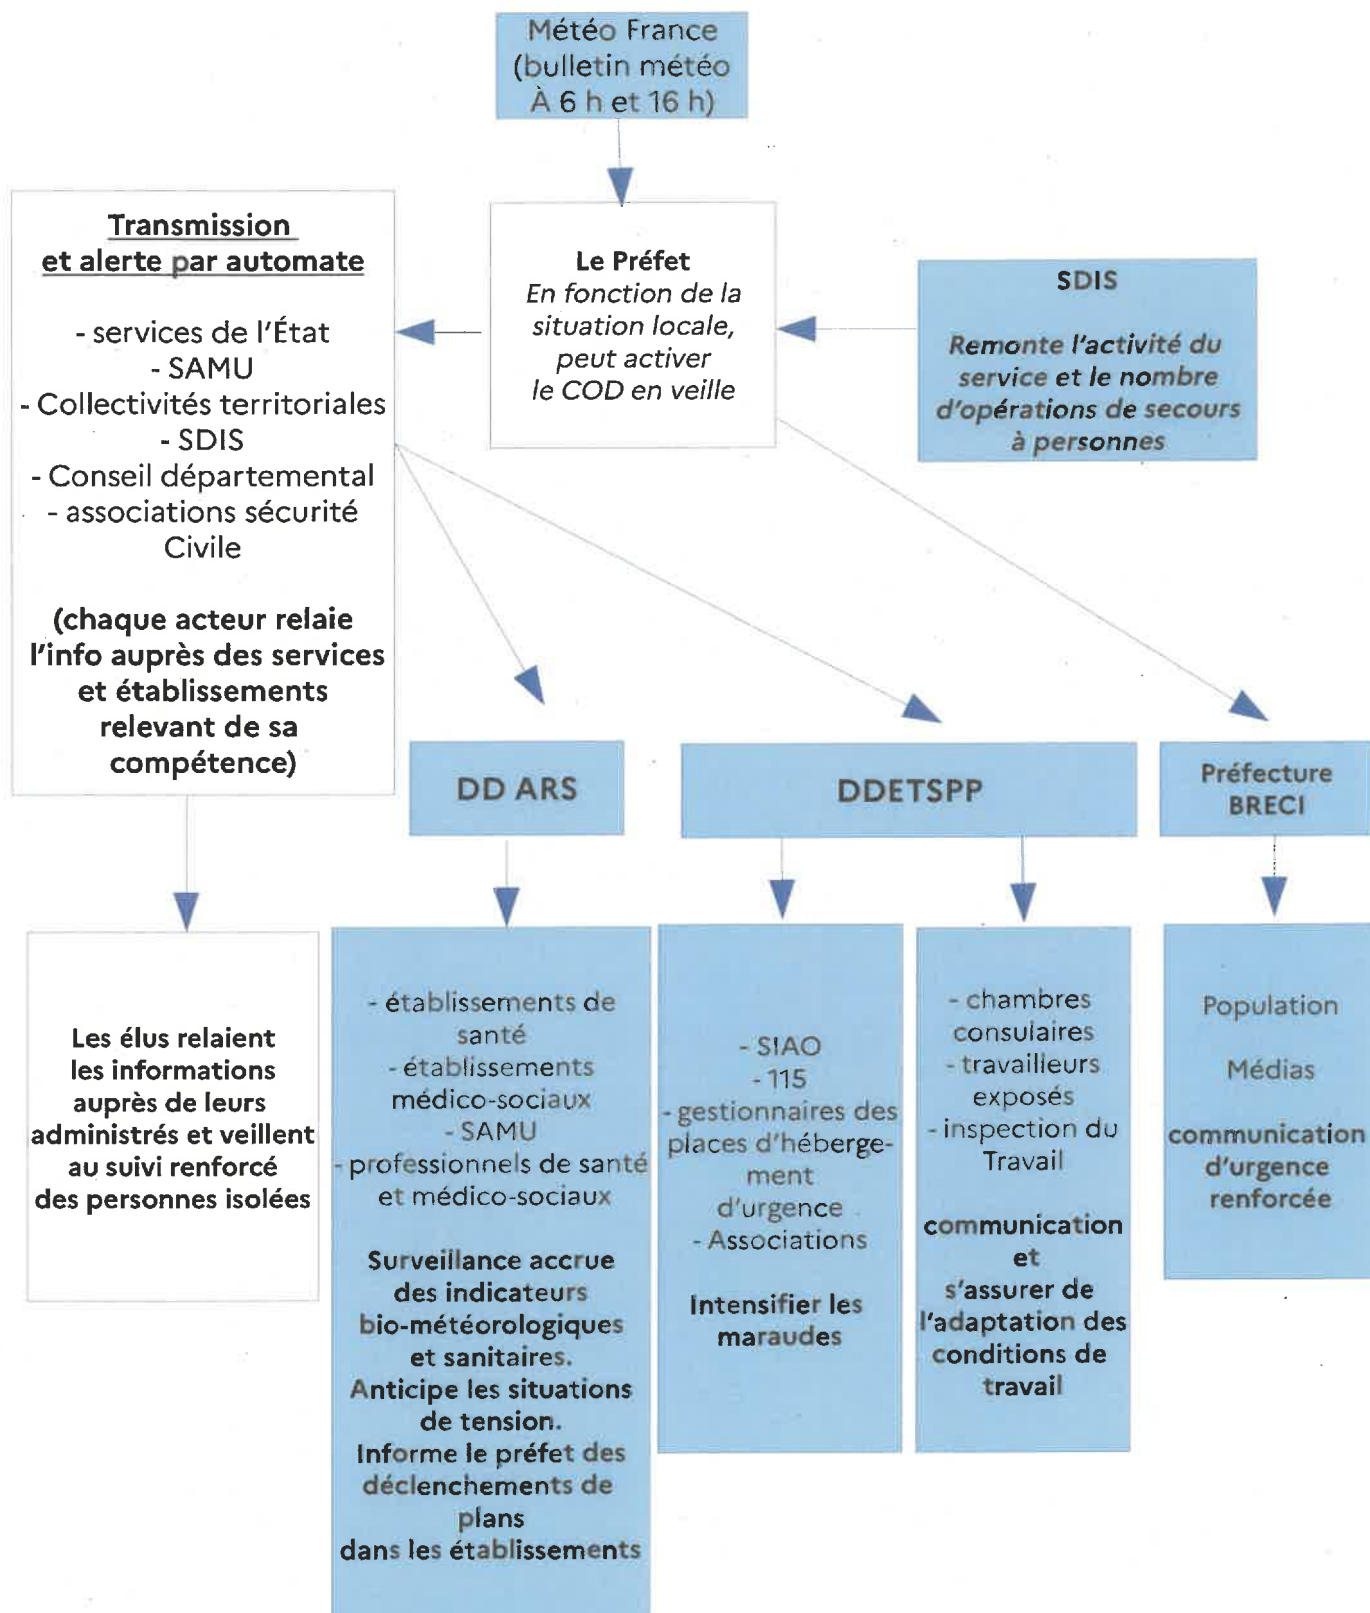 Météo France
(bulletin météo
À 6 h et 16 h)
Transmission
et alerte par automate
- services de l'État
- SAMU
- Collectivités territoriales
- SDIS
- Conseil départemental
- associations sécurité
Civile
(chaque acteur relaie
l'info auprès des services
et établissements
relevant de sa
compétence)
Le Préfet
En fonction de la
situation locale,
peut activer
le COD en veille
SDIS
Remonte l'activité du
service et le nombre
d'opérations de secours
à personnes
DD ARS
DDETSPP
Préfecture
BRECI
Les élus relaient
les informations
auprès de leurs
administrés et veillent
au suivi renforcé
des personnes isolées
- établissements de
santé
- établissements
médico-sociaux
- SAMU
- professionnels de santé
et médico-sociaux
Surveillance accrue
des indicateurs
bio-météorologiques
et sanitaires.
Anticipe les situations
de tension.
Informe le préfet des
déclenchements de
plans
dans les établissements
- SIAO
- 115
- gestionnaires des
places d'héberge-
ment
d'urgence
- Associations
Intensifier les
maraudes
- chambres
consulaires
- travailleurs
exposés
- inspection du
Travail
communication
et
s'assurer de
l'adaptation des
conditions de
travail
Population
Médias
communication
d'urgence
renforcée